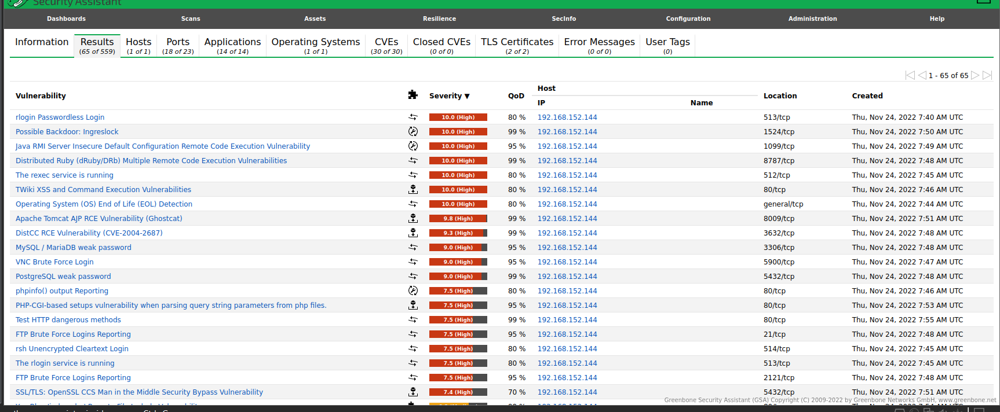 Security Assistant
Dashboards Scans Assets Resilience SecInfo Configuration Administration Help
Information Results Hosts Ports Applications Operating Systems CVEs Closed CVEs TLS Certificates Error Messages User Tags
(65 of 559) (1 of 1) (18 of 23) (14 of 14) (1 of 1) (30 of 30) (0 of 0) (2 of 2) (0 of 0) (0)
1 - 65 of 65
Host
Vulnerability Severity ▼ QoD Location Created
IP Name
rlogin Passwordless Login 10.0 (High) 80 % 192.168.152.144 513/tcp Thu, Nov 24, 2022 7:40 AM UTC
Possible Backdoor: Ingreslock 10.0 (High) 99 % 192.168.152.144 1524/tcp Thu, Nov 24, 2022 7:50 AM UTC
Java RMI Server Insecure Default Configuration Remote Code Execution Vulnerability 10.0 (High) 95 % 192.168.152.144 1099/tcp Thu, Nov 24, 2022 7:49 AM UTC
Distributed Ruby (dRuby/DRb) Multiple Remote Code Execution Vulnerabilities 10.0 (High) 99 % 192.168.152.144 8787/tcp Thu, Nov 24, 2022 7:48 AM UTC
The rexec service is running 10.0 (High) 80 % 192.168.152.144 512/tcp Thu, Nov 24, 2022 7:45 AM UTC
TWiki XSS and Command Execution Vulnerabilities 10.0 (High) 80 % 192.168.152.144 80/tcp Thu, Nov 24, 2022 7:46 AM UTC
Operating System (OS) End of Life (EOL) Detection 10.0 (High) 80 % 192.168.152.144 general/tcp Thu, Nov 24, 2022 7:44 AM UTC
Apache Tomcat AJP RCE Vulnerability (Ghostcat) 9.8 (High) 99 % 192.168.152.144 8009/tcp Thu, Nov 24, 2022 7:51 AM UTC
DistCC RCE Vulnerability (CVE-2004-2687) 9.3 (High) 99 % 192.168.152.144 3632/tcp Thu, Nov 24, 2022 7:48 AM UTC
MySQL / MariaDB weak password 9.0 (High) 95 % 192.168.152.144 3306/tcp Thu, Nov 24, 2022 7:48 AM UTC
VNC Brute Force Login 9.0 (High) 95 % 192.168.152.144 5900/tcp Thu, Nov 24, 2022 7:47 AM UTC
PostgreSQL weak password 9.0 (High) 99 % 192.168.152.144 5432/tcp Thu, Nov 24, 2022 7:48 AM UTC
phpinfo() output Reporting 7.5 (High) 80 % 192.168.152.144 80/tcp Thu, Nov 24, 2022 7:46 AM UTC
PHP-CGI-based setups vulnerability when parsing query string parameters from php files. 7.5 (High) 95 % 192.168.152.144 80/tcp Thu, Nov 24, 2022 7:53 AM UTC
Test HTTP dangerous methods 7.5 (High) 99 % 192.168.152.144 80/tcp Thu, Nov 24, 2022 7:55 AM UTC
FTP Brute Force Logins Reporting 7.5 (High) 95 % 192.168.152.144 21/tcp Thu, Nov 24, 2022 7:48 AM UTC
rsh Unencrypted Cleartext Login 7.5 (High) 80 % 192.168.152.144 514/tcp Thu, Nov 24, 2022 7:45 AM UTC
The rlogin service is running 7.5 (High) 80 % 192.168.152.144 513/tcp Thu, Nov 24, 2022 7:45 AM UTC
FTP Brute Force Logins Reporting 7.5 (High) 95 % 192.168.152.144 2121/tcp Thu, Nov 24, 2022 7:48 AM UTC
SSL/TLS: OpenSSL CCS Man in the Middle Security Bypass Vulnerability 7.4 (High) 70 % 192.168.152.144 5432/tcp Thu, Nov 24, 2022 7:51 AM UTC
Greenbone Security Assistant (GSA) Copyright (C) 2009-2022 by Greenbone Networks GmbH, www.greenbone.net